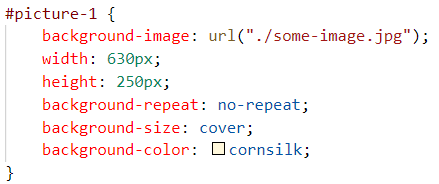 #picture-1 {
    background-image: url("./some-image.jpg");
    width: 630px;
    height: 250px;
    background-repeat: no-repeat;
    background-size: cover;
    background-color: cornsilk;
}